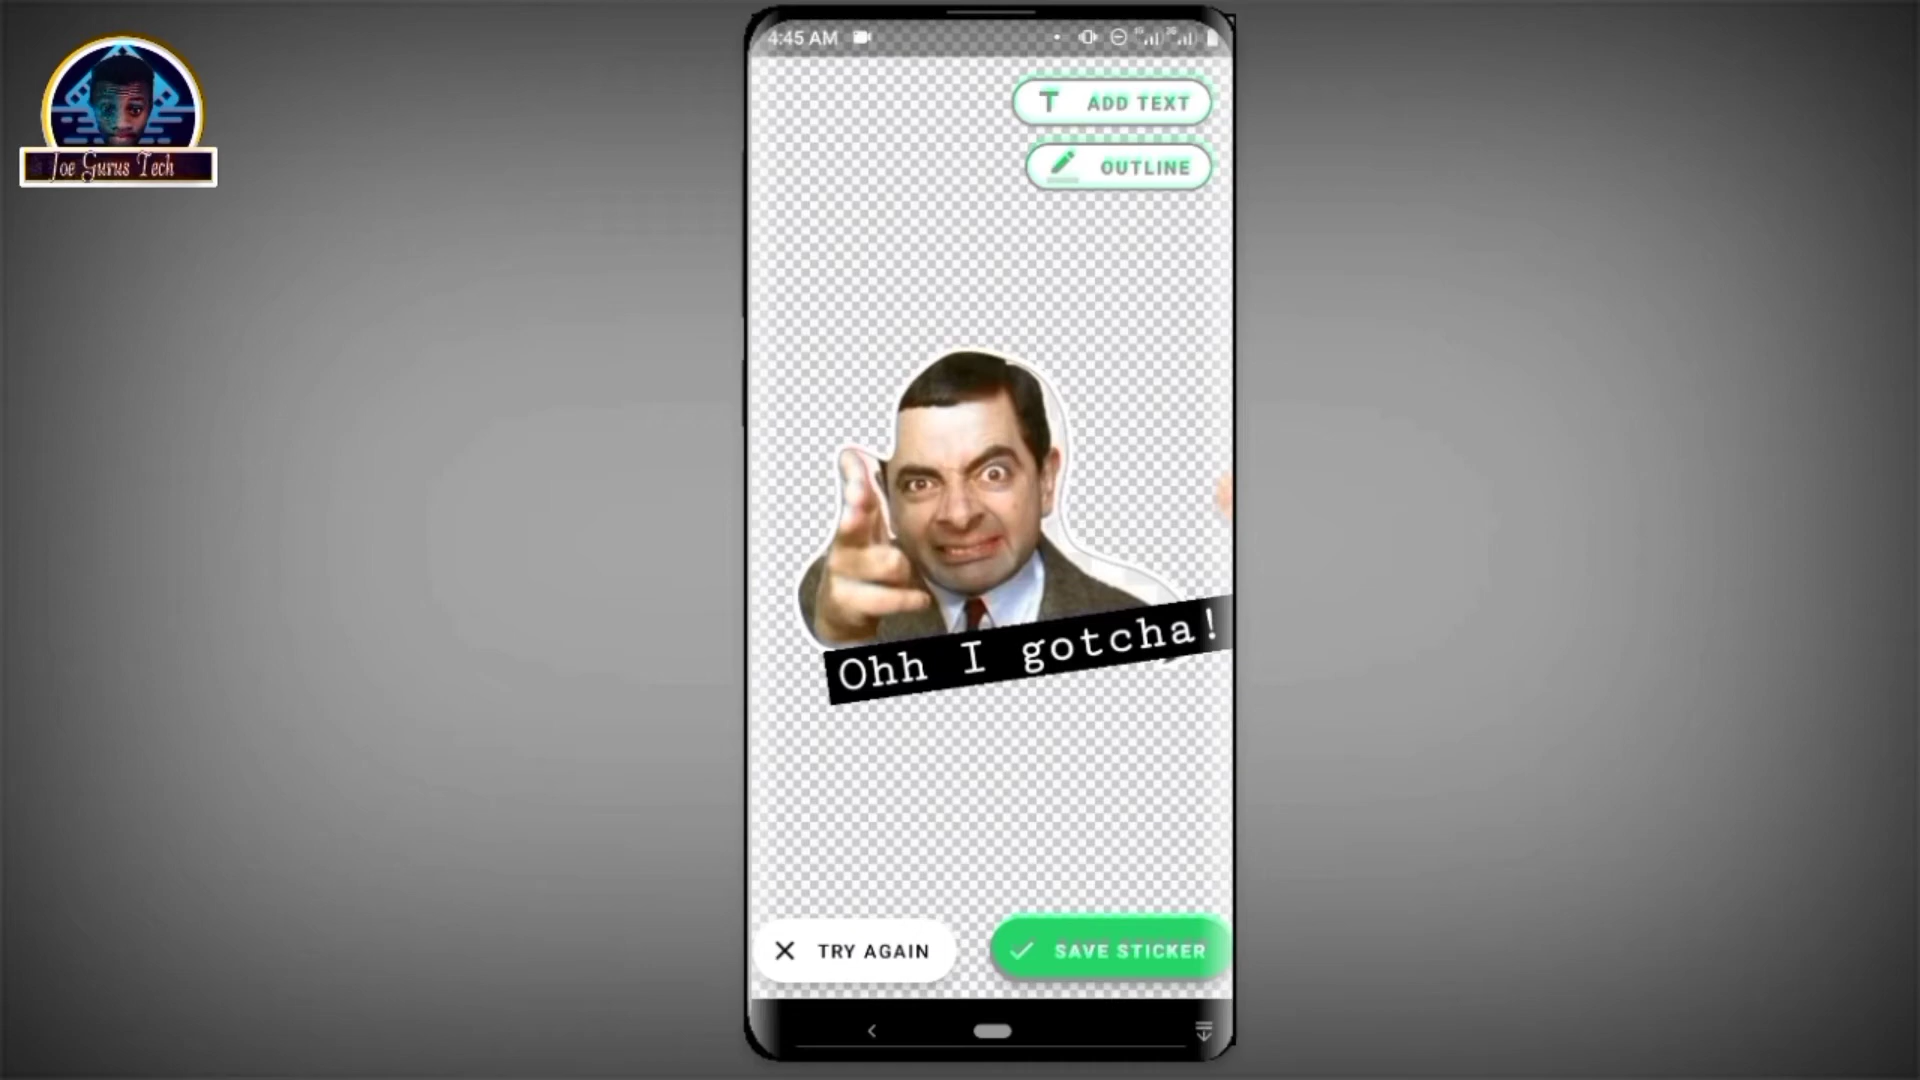 Joe Gurus Tech
4:45 AM
ADD TEXT
OUTLINE
Ohh I gotcha!
TRY AGAIN
SAVE STICKER